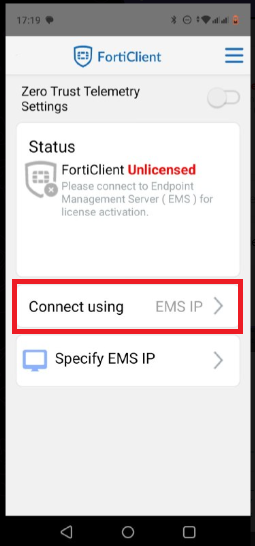 17:19
FortiClient
Zero Trust Telemetry
Settings
Status
FortiClient Unlicensed
Please connect to Endpoint
Management Server ( EMS ) for
license activation.
Connect using EMS IP
Specify EMS IP